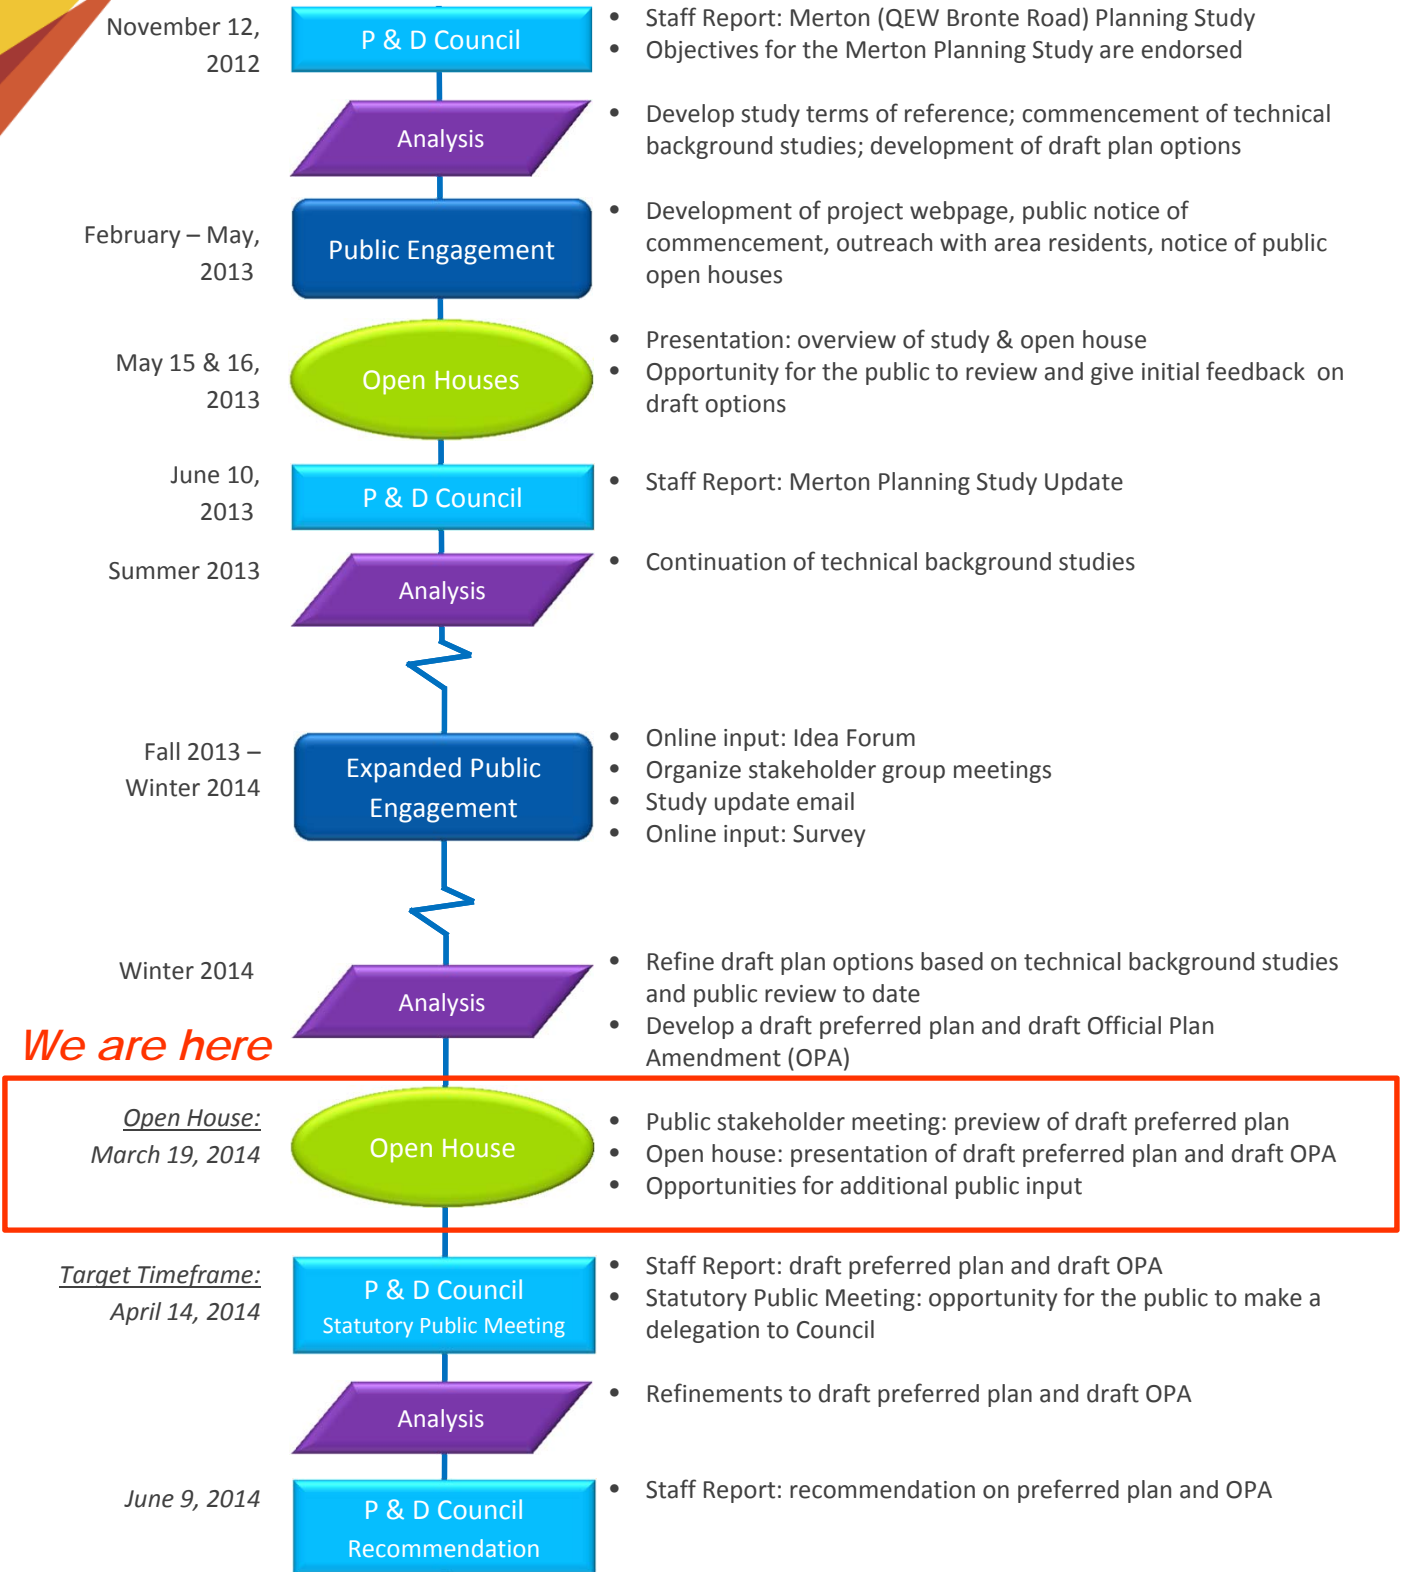 November 12,
2012
P & D Council
• Staff Report: Merton (QEW Bronte Road) Planning Study
• Objectives for the Merton Planning Study are endorsed
Analysis
• Develop study terms of reference; commencement of technical
background studies; development of draft plan options
February – May,
2013
Public Engagement
• Development of project webpage, public notice of
commencement, outreach with area residents, notice of public
open houses
May 15 & 16,
2013
Open Houses
• Presentation: overview of study & open house
• Opportunity for the public to review and give initial feedback on
draft options
June 10,
2013
P & D Council
• Staff Report: Merton Planning Study Update
Summer 2013
Analysis
• Continuation of technical background studies
Fall 2013 –
Winter 2014
Expanded Public
Engagement
• Online input: Idea Forum
• Organize stakeholder group meetings
• Study update email
• Online input: Survey
Winter 2014
Analysis
• Refine draft plan options based on technical background studies
and public review to date
• Develop a draft preferred plan and draft Official Plan
Amendment (OPA)
We are here
Open House:
March 19, 2014
Open House
• Public stakeholder meeting: preview of draft preferred plan
• Open house: presentation of draft preferred plan and draft OPA
• Opportunities for additional public input
Target Timeframe:
April 14, 2014
P & D Council
Statutory Public Meeting
• Staff Report: draft preferred plan and draft OPA
• Statutory Public Meeting: opportunity for the public to make a
delegation to Council
Analysis
• Refinements to draft preferred plan and draft OPA
June 9, 2014
P & D Council
Recommendation
• Staff Report: recommendation on preferred plan and OPA